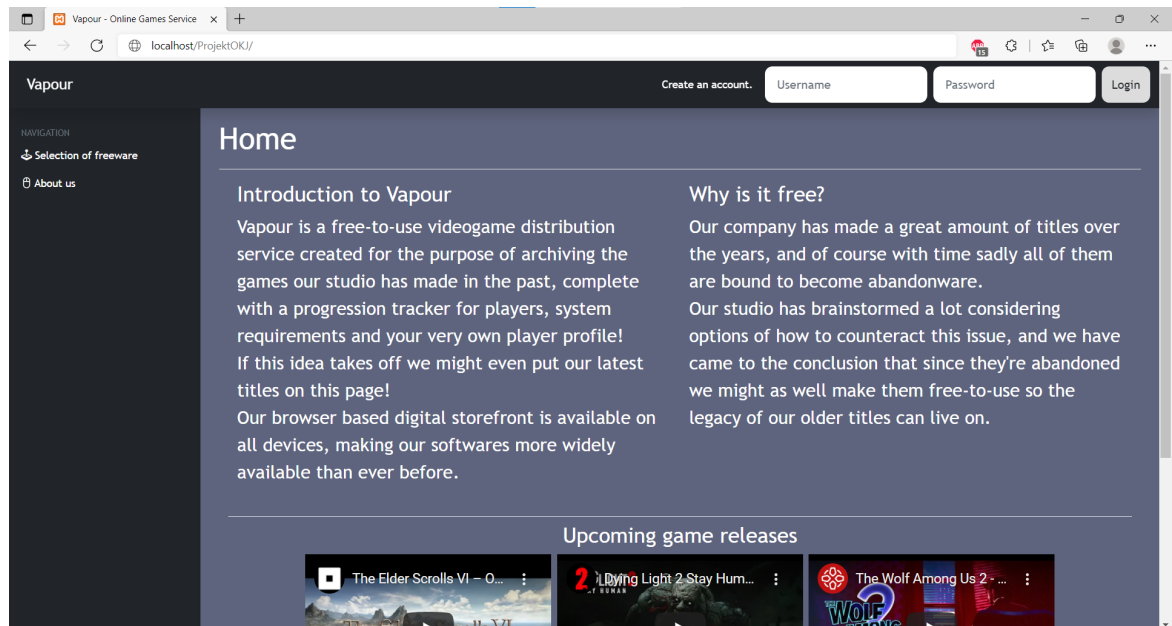 Vapour - Online Games Service
localhost/ProjektOKJ/
15
Vapour
Create an account.
Username
Password
Login
NAVIGATION
Selection of freeware
About us
Home
Introduction to Vapour
Vapour is a free-to-use videogame distribution
service created for the purpose of archiving the
games our studio has made in the past, complete
with a progression tracker for players, system
requirements and your very own player profile!
If this idea takes off we might even put our latest
titles on this page!
Our browser based digital storefront is available on
all devices, making our softwares more widely
available than ever before.
Why is it free?
Our company has made a great amount of titles over
the years, and of course with time sadly all of them
are bound to become abandonware.
Our studio has brainstormed a lot considering
options of how to counteract this issue, and we have
came to the conclusion that since they're abandoned
we might as well make them free-to-use so the
legacy of our older titles can live on.
Upcoming game releases
The Elder Scrolls VI – O...
Dying Light 2 Stay Hum...
The Wolf Among Us 2 - ...